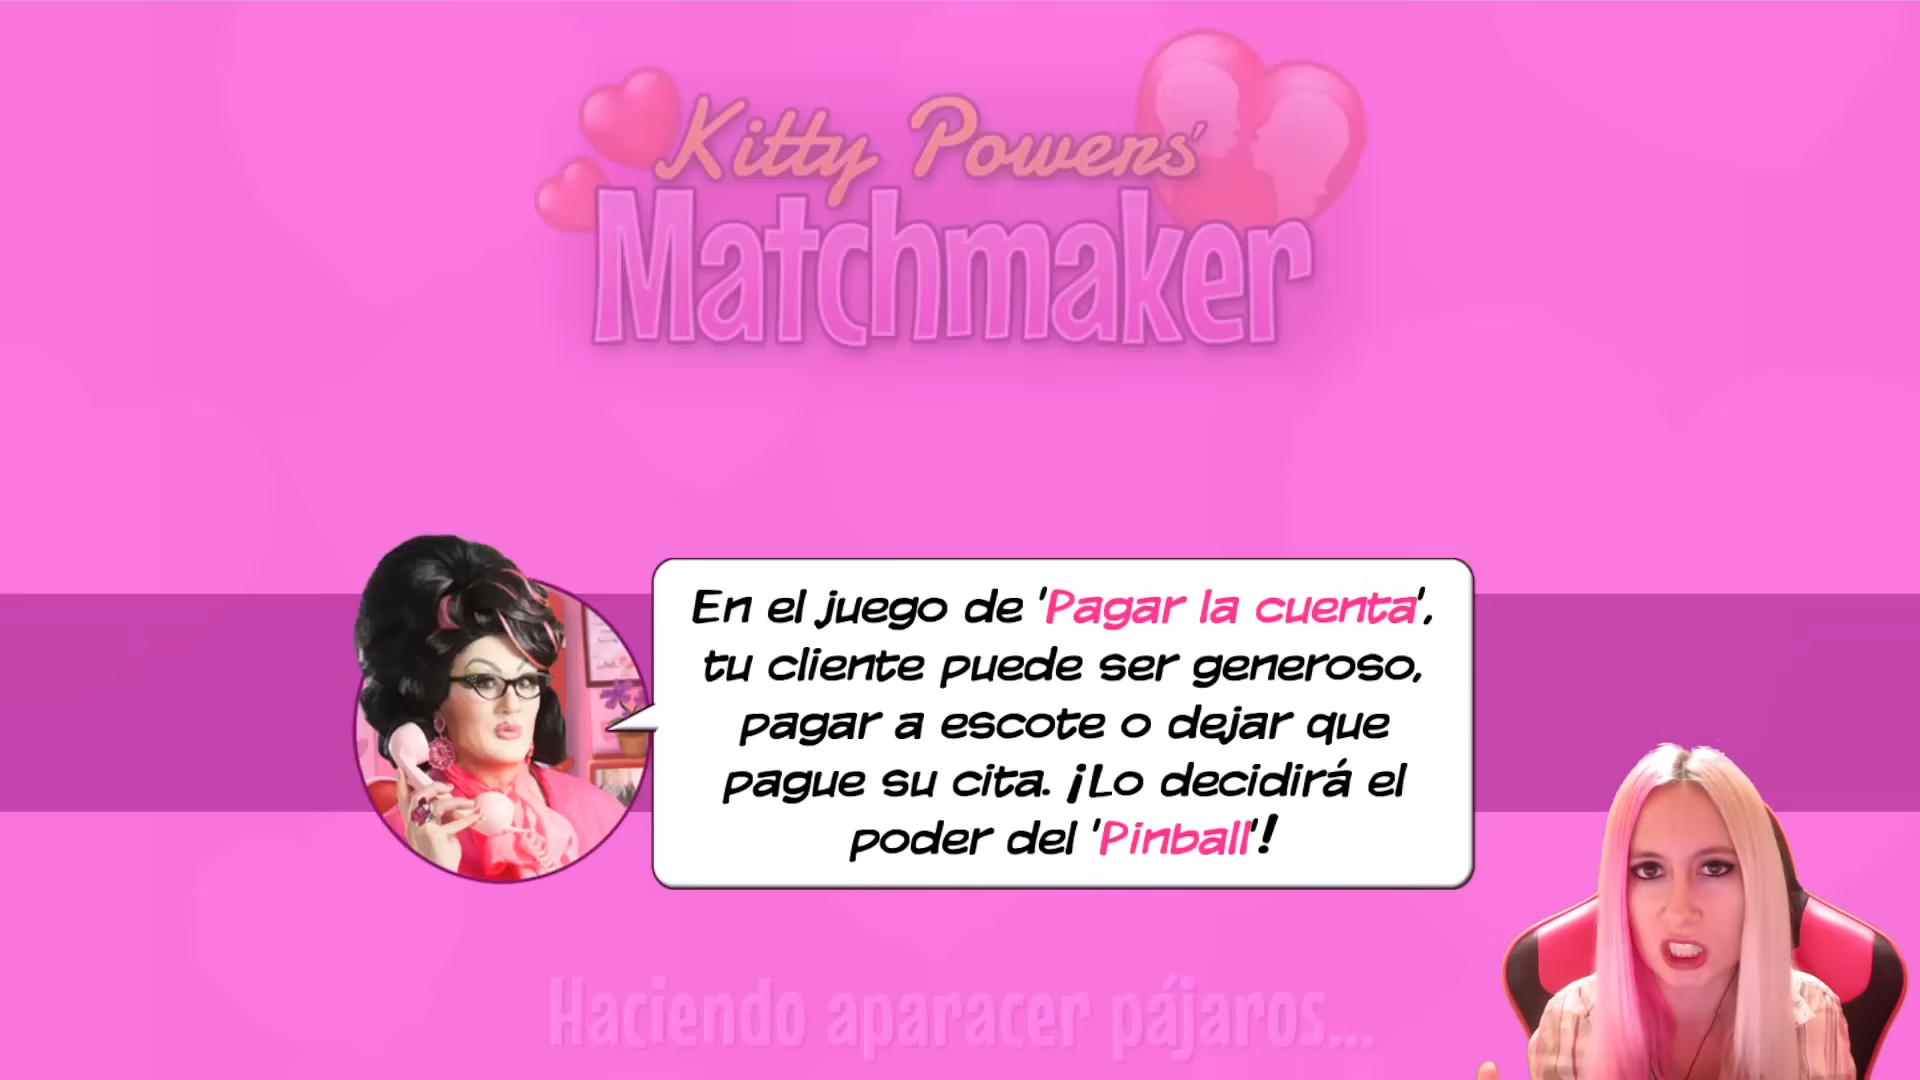 Kitty Powers'
Matchmaker
En el juego de 'Pagar la cuenta',
tu cliente puede ser generoso,
pagar a escote o dejar que
pague su cita. ¡Lo decidirá el
poder del 'Pinball'!
Haciendo aparacer pájaros...